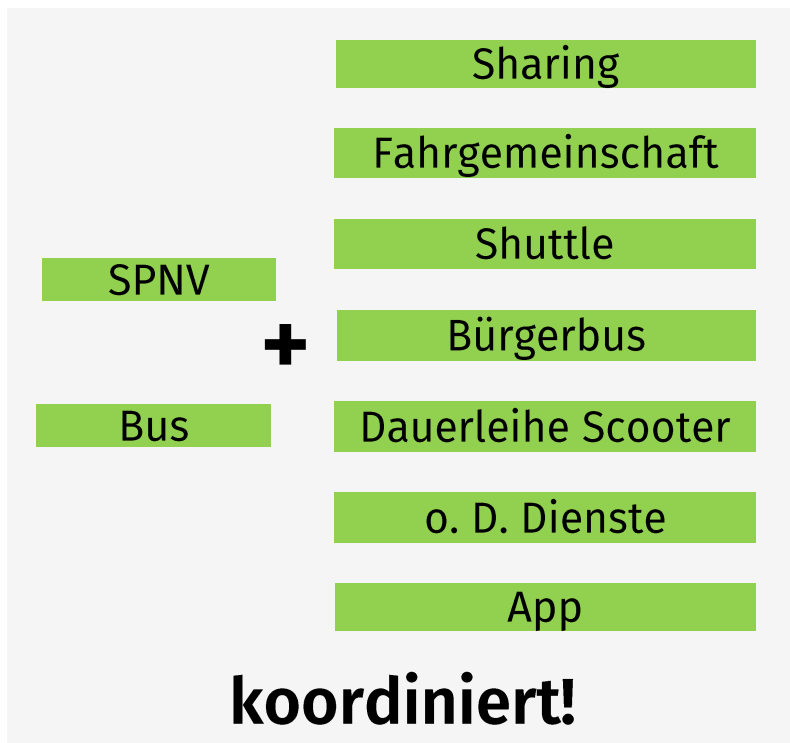 SPNV
Bus
+
Sharing
Fahrgemeinschaft
Shuttle
Bürgerbus
Dauerleihe Scooter
o. D. Dienste
App
koordiniert!